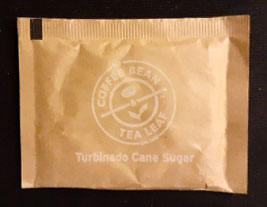 COFFEE BEAN &
TEA LEAF
Turbinado Cane Sugar